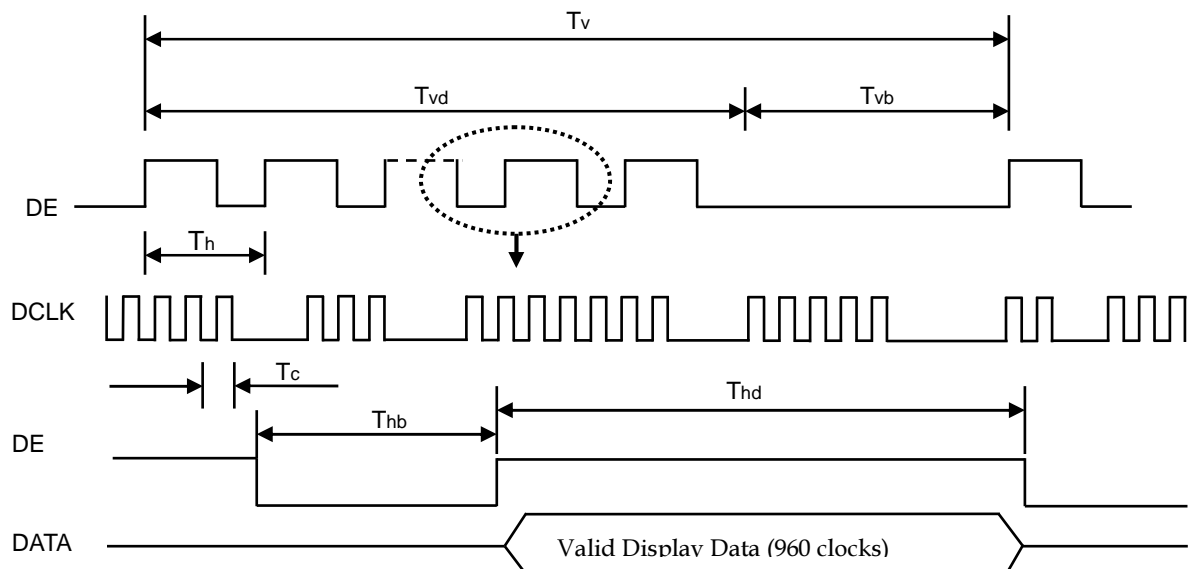 Tv
Tvd
Tvb
DE
Th
DCLK
Tc
Thd
Thb
DE
DATA
Valid Display Data (960 clocks)